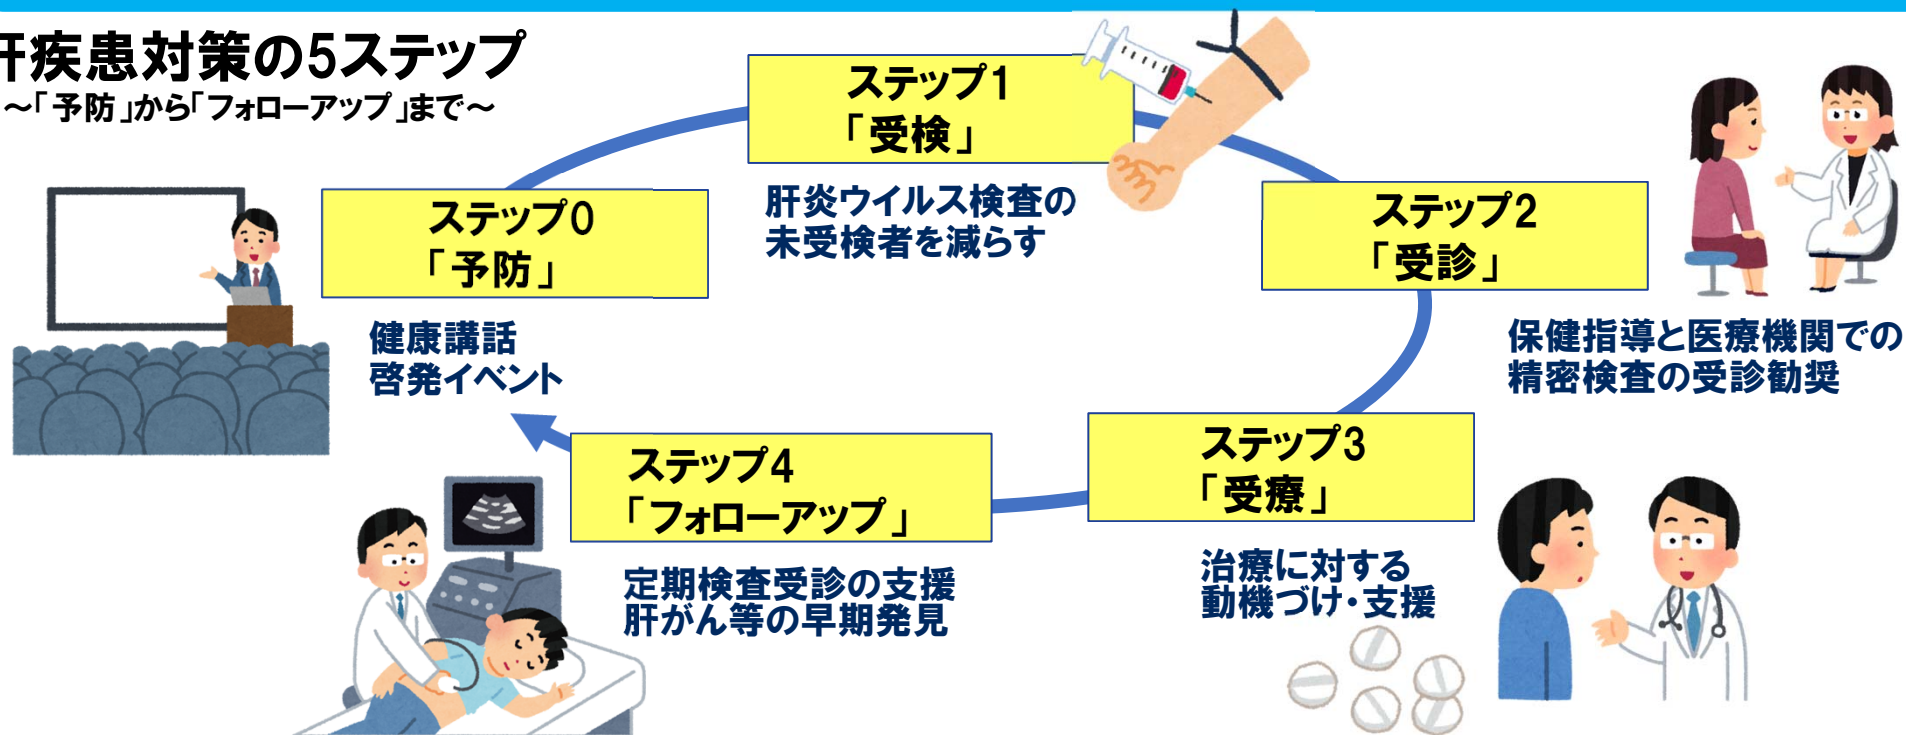 肝疾患対策の5ステップ
～「予防」から「フォローアップ」まで～
ステップ0
「予防」
健康講話
啓発イベント
ステップ1
「受検」
肝炎ウイルス検査の
未受検者を減らす
ステップ2
「受診」
保健指導と医療機関での
精密検査の受診勧奨
ステップ3
「受療」
治療に対する
動機づけ・支援
ステップ4
「フォローアップ」
定期検査受診の支援
肝がん等の早期発見